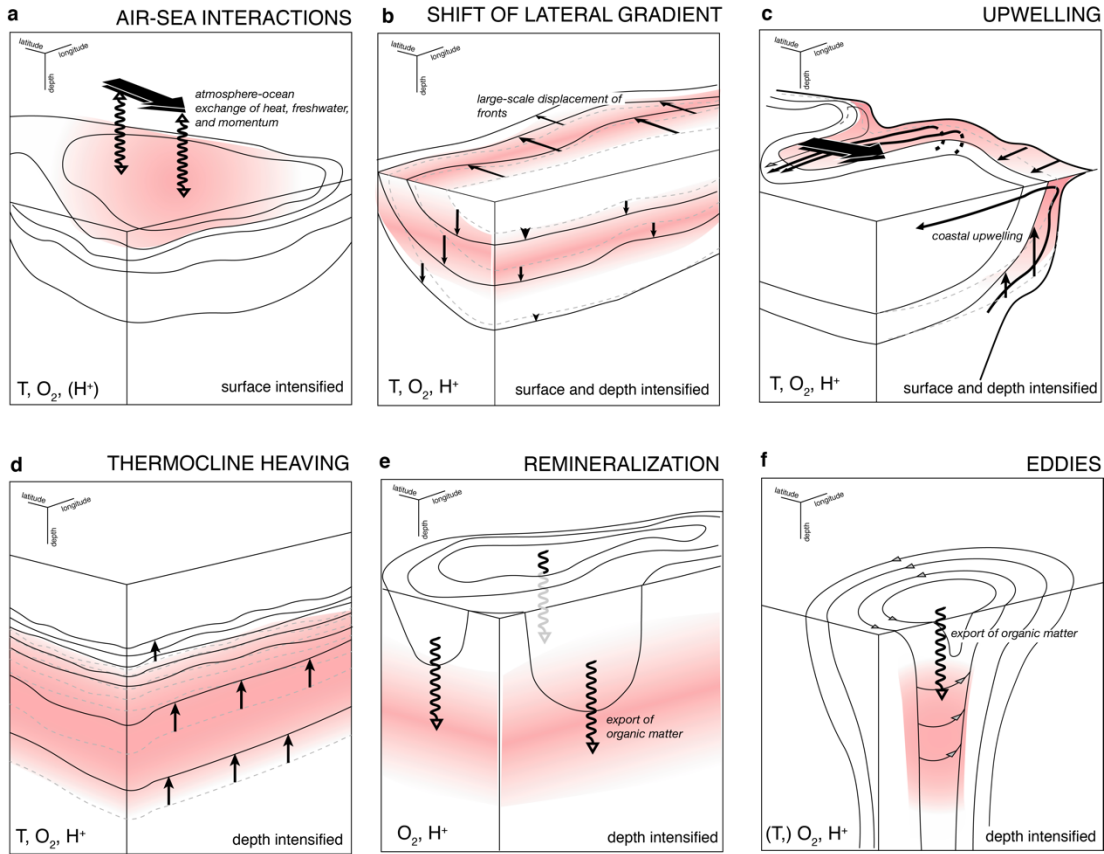 a AIR-SEA INTERACTIONS
latitude
longitude
depth
atmosphere-ocean
exchange of heat, freshwater,
and momentum
T, O₂, (H⁺)
surface intensified
b SHIFT OF LATERAL GRADIENT
latitude
longitude
depth
large-scale displacement of
fronts
T, O₂, H⁺
surface and depth intensified
c UPWELLING
latitude
longitude
depth
coastal upwelling
T, O₂, H⁺
surface and depth intensified
d THERMOCLINE HEAVING
latitude
longitude
depth
T, O₂, H⁺
depth intensified
e REMINERALIZATION
latitude
longitude
depth
export of
organic matter
O₂, H⁺
depth intensified
f EDDIES
latitude
longitude
depth
export of organic matter
(T,) O₂, H⁺
depth intensified